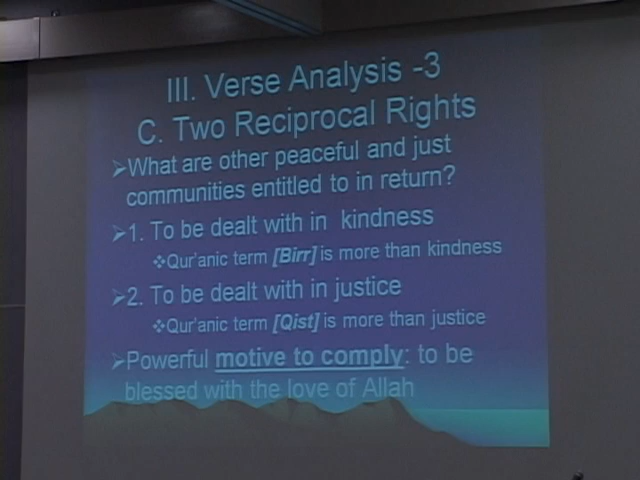 III. Verse Analysis -3
C. Two Reciprocal Rights
➢What are other peaceful and just
communities entitled to in return?
➢1. To be dealt with in kindness
❖Qur'anic term [Birr] is more than kindness
➢2. To be dealt with in justice
❖Qur'anic term [Qist] is more than justice
➢Powerful motive to comply: to be
blessed with the love of Allah